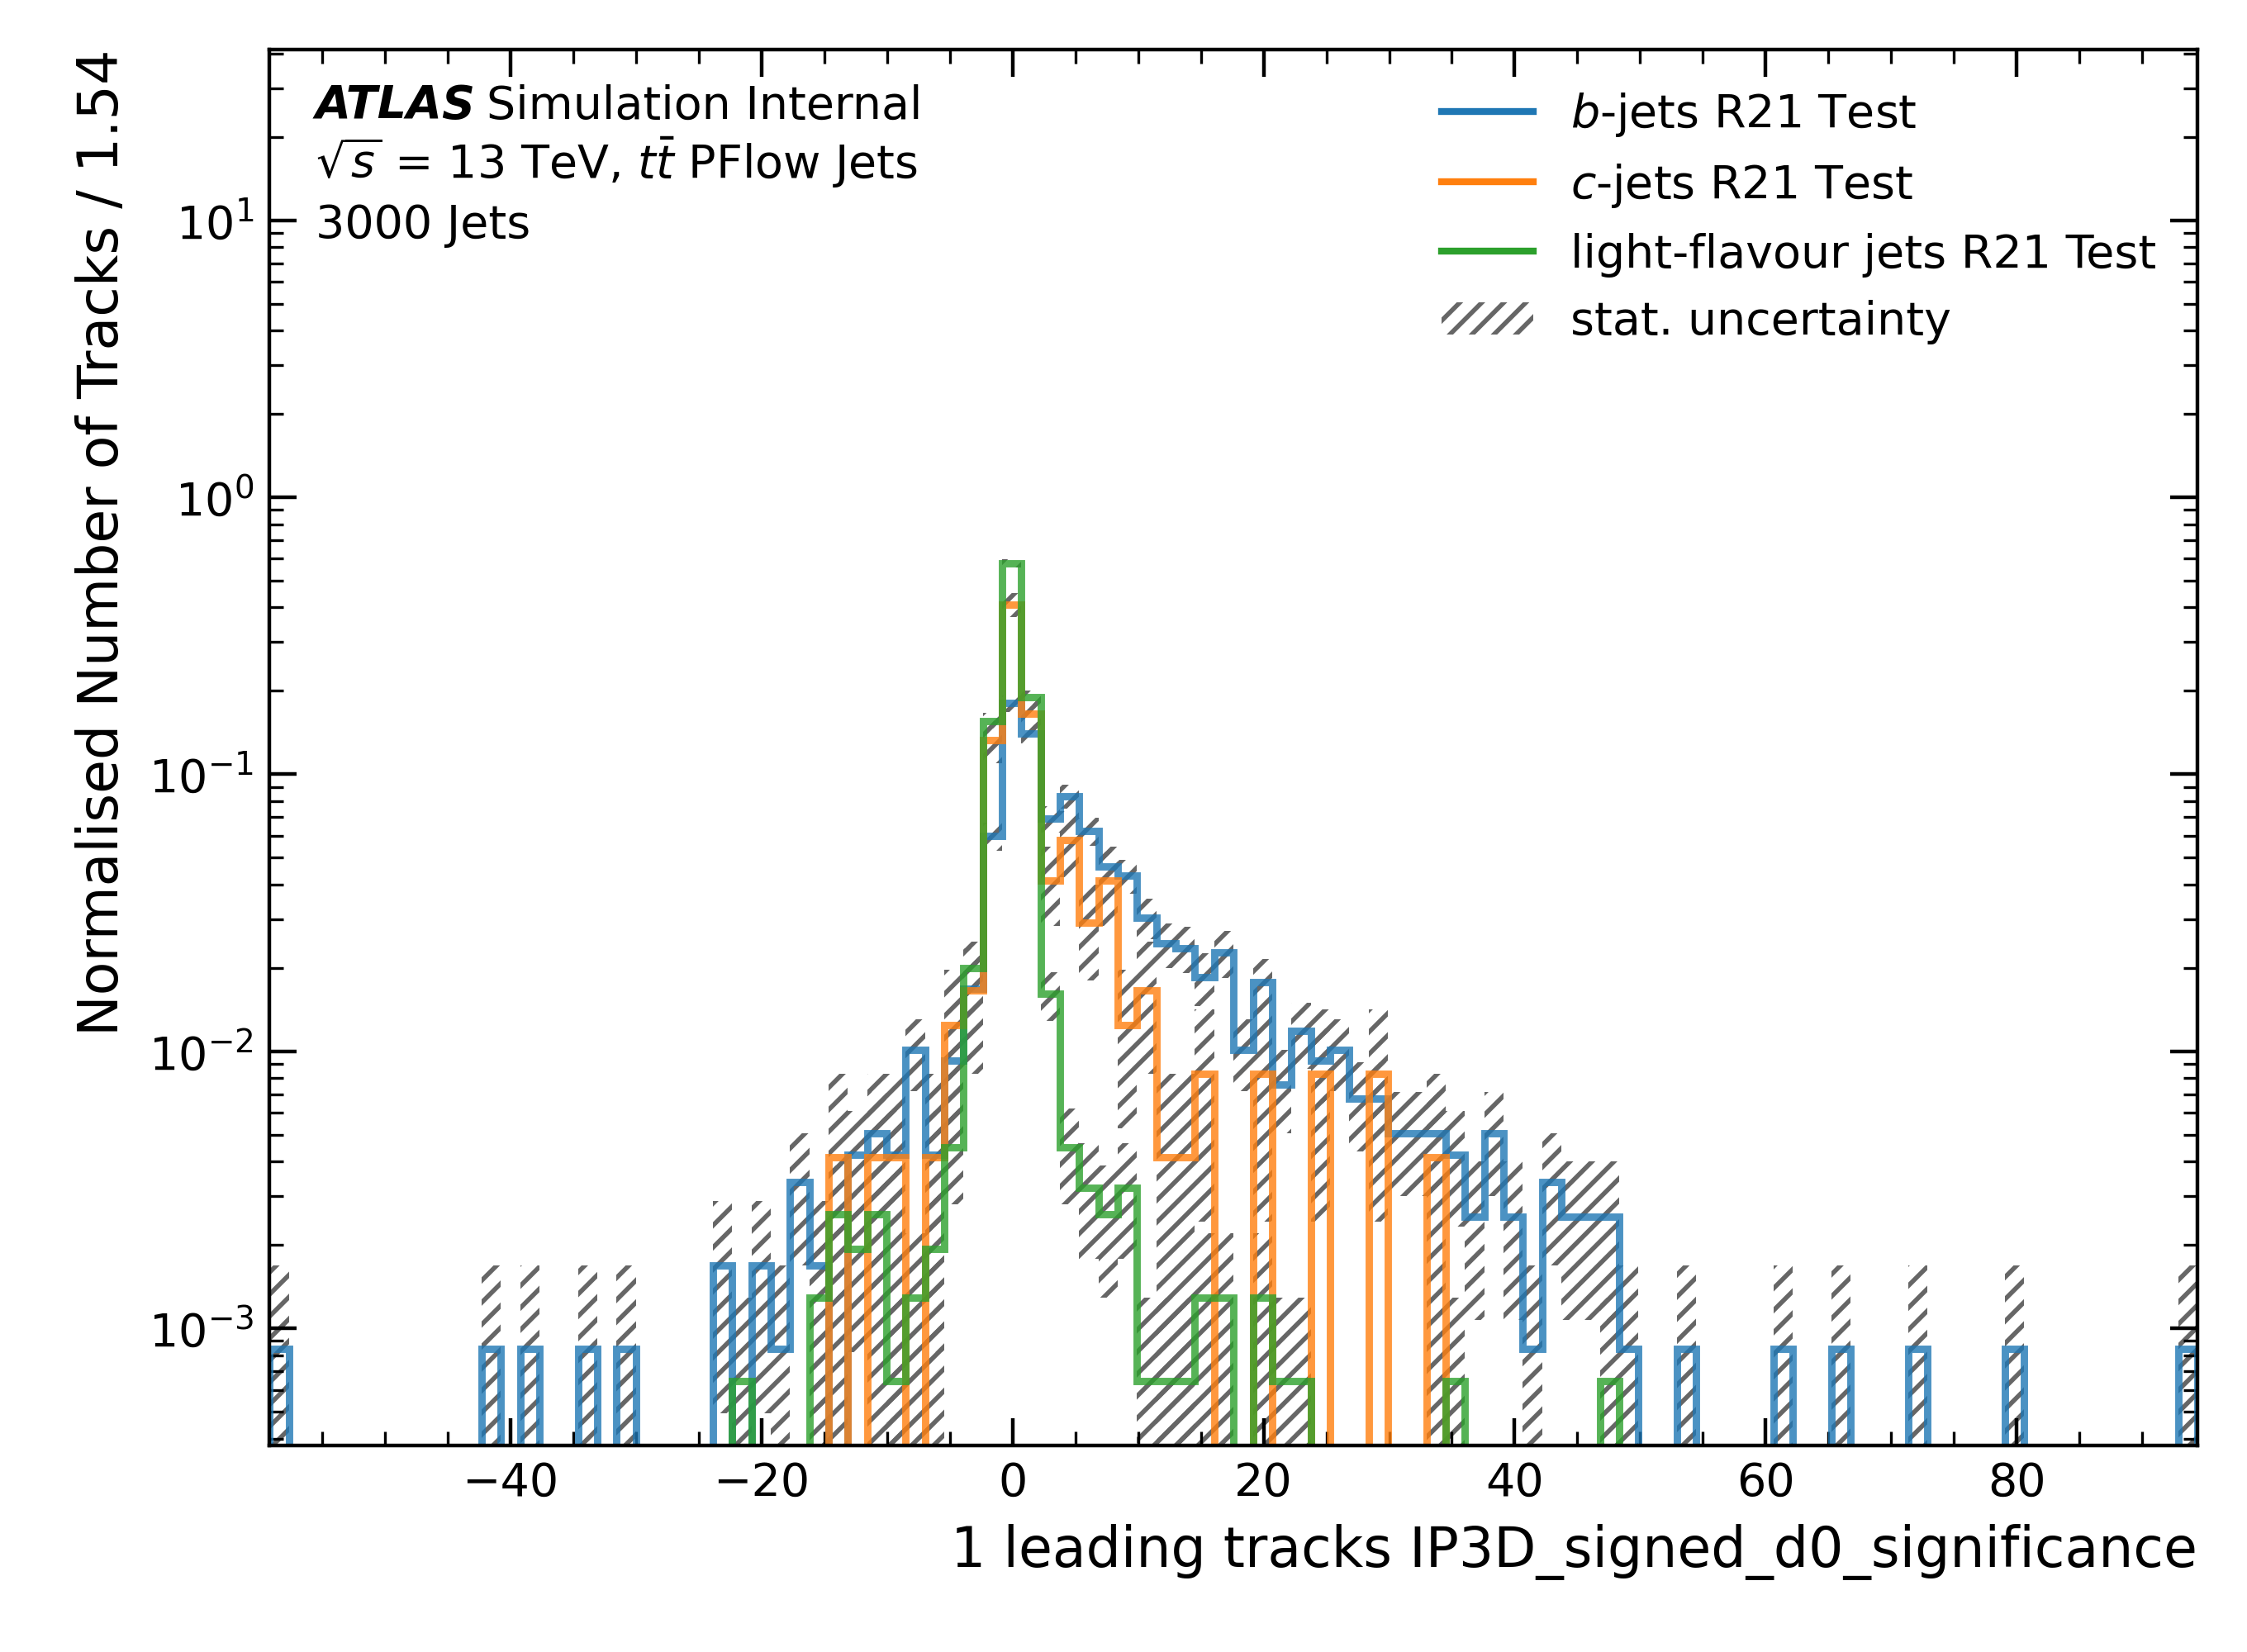 ATLAS Simulation Internal
√s = 13 TeV, tt̄ PFlow Jets
3000 Jets
b-jets R21 Test
c-jets R21 Test
light-flavour jets R21 Test
stat. uncertainty
Normalised Number of Tracks / 1.54
10¹
10⁰
10⁻¹
10⁻²
10⁻³
−40 −20 0 20 40 60 80
1 leading tracks IP3D_signed_d0_significance